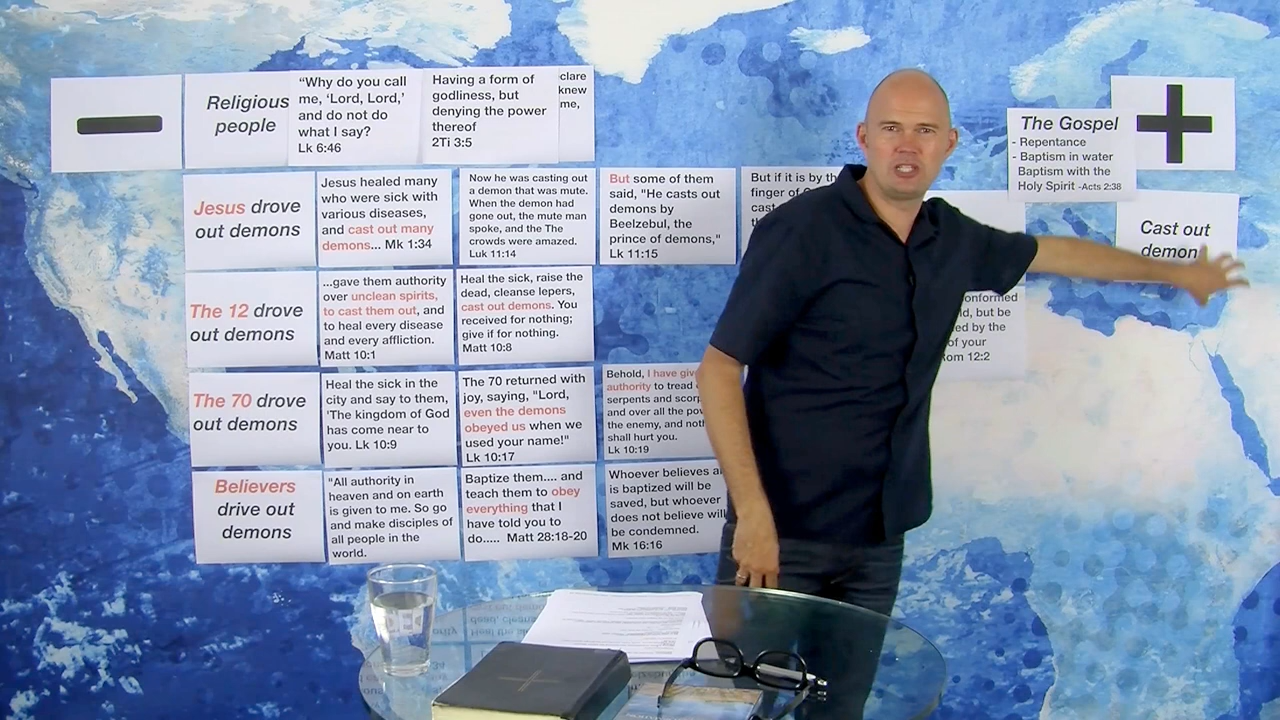 Religious
people
“Why do you call
me, ‘Lord, Lord,’
and do not do
what I say?
Lk 6:46
Having a form of
godliness, but
denying the power
thereof
2Ti 3:5
clare
knew
me,
The Gospel
- Repentance
- Baptism in water
Baptism with the
Holy Spirit -Acts 2:38
Jesus drove
out demons
Jesus healed many
who were sick with
various diseases,
and cast out many
demons... Mk 1:34
Now he was casting out
a demon that was mute.
When the demon had
gone out, the mute man
spoke, and the The
crowds were amazed.
Luk 11:14
But some of them
said, "He casts out
demons by
Beelzebul, the
prince of demons,"
Lk 11:15
But if it is by th
finger of
cast
Cast out
demon
The 12 drove
out demons
...gave them authority
over unclean spirits,
to cast them out, and
to heal every disease
and every affliction.
Matt 10:1
Heal the sick, raise the
dead, cleanse lepers,
cast out demons. You
received for nothing;
give if for nothing.
Matt 10:8
onformed
ld, but be
ed by the
of your
om 12:2
The 70 drove
out demons
Heal the sick in the
city and say to them,
'The kingdom of God
has come near to
you. Lk 10:9
The 70 returned with
joy, saying, "Lord,
even the demons
obeyed us when we
used your name!"
Lk 10:17
Behold, I have give
authority to tread
serpents and scorp
and over all the pow
the enemy, and noth
shall hurt you.
Lk 10:19
Believers
drive out
demons
"All authority in
heaven and on earth
is given to me. So go
and make disciples of
all people in the
world.
Baptize them.... and
teach them to obey
everything that I
have told you to
do..... Matt 28:18-20
Whoever believes a
is baptized will be
saved, but whoever
does not believe will
be condemned.
Mk 16:16